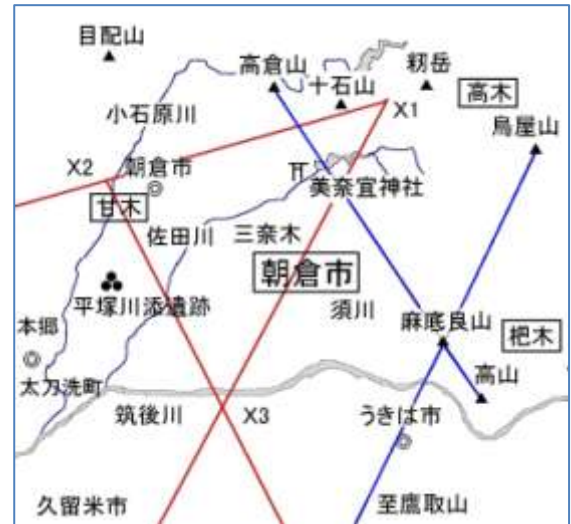 目配山
高倉山
籾岳
十石山
高木
小石原川
X1
鳥屋山
X2
朝倉市
美奈宜神社
甘木
佐田川
三奈木
朝倉市
平塚川添遺跡
須川
本郷
麻底良山
杷木
高山
太刀洗町
筑後川
X3
うきは市
久留米市
至鷹取山